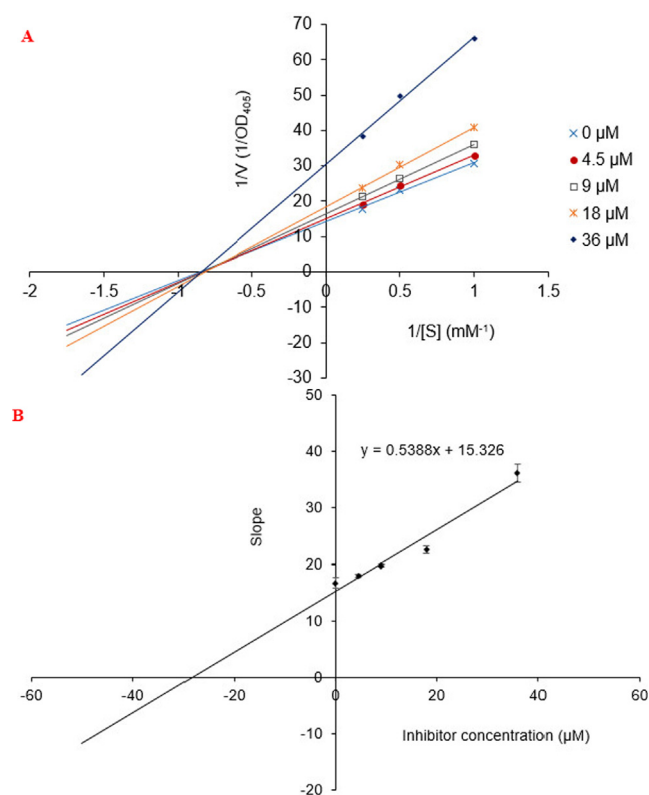 A
70
60
50
40
30
20
10
0
-10
-20
-30
-2
-1.5
-1
-0.5
0
0.5
1
1.5
1/V (1/OD₄₀₅)
1/[S] (mM⁻¹)
0 µM
4.5 µM
9 µM
18 µM
36 µM
B
50
40
30
20
10
0
-10
-20
-60
-40
-20
0
20
40
60
y = 0.5388x + 15.326
Slope
Inhibitor concentration (µM)